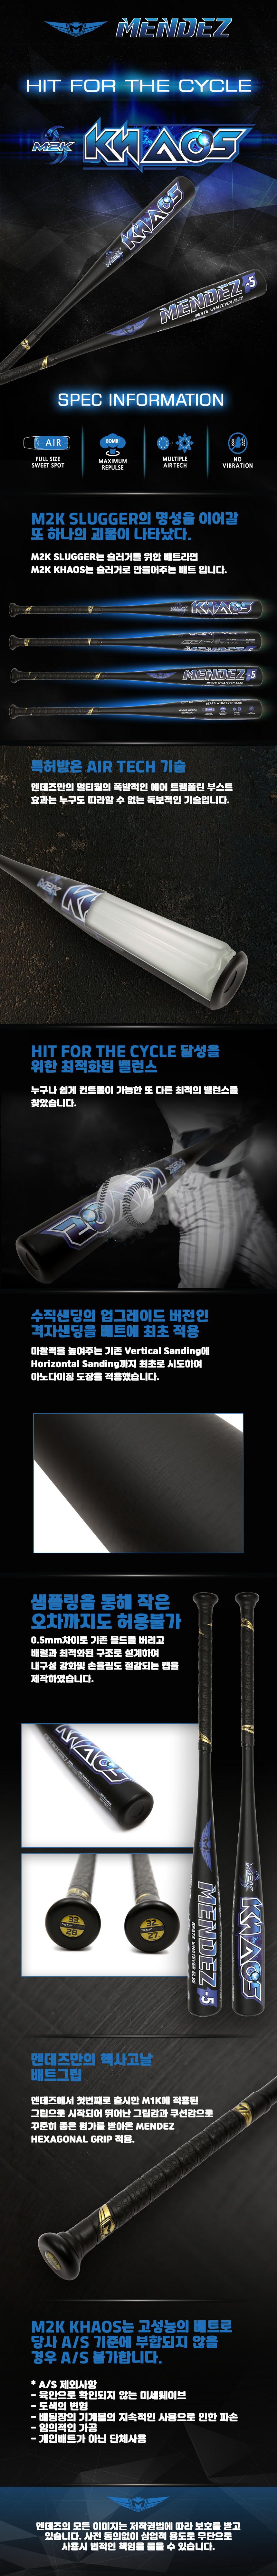 MENDEZ
HIT FOR THE CYCLE
M2K KHAOS
KHAOS
MENDEZ -5
BEATS WHATEVER ELSE
SPEC INFORMATION
AIR
FULL SIZE
SWEET SPOT
BOMB!
MAXIMUM
REPULSE
MULTIPLE
AIR TECH
NO
VIBRATION
M2K SLUGGER의 명성을 이어갈
또 하나의 괴물이 나타났다.
M2K SLUGGER는 슬러거를 위한 배트라면
M2K KHAOS는 슬러거로 만들어주는 배트 입니다.
KHAOS
MENDEZ -5
특허받은 AIR TECH 기술
멘데즈만의 멀티월의 폭발적인 에어 트램폴린 부스트
효과는 누구도 따라할 수 없는 독보적인 기술입니다.
M2K
HIT FOR THE CYCLE 달성을
위한 최적화된 밸런스
누구나 쉽게 컨트롤이 가능한 또 다른 최적의 밸런스를
찾았습니다.
수직샌딩의 업그레이드 버전인
격자샌딩을 배트에 최초 적용
마찰력을 높여주는 기존 Vertical Sanding에
Horizontal Sanding까지 최초로 시도하여
아노다이징 도장을 적용했습니다.
샘플링을 통해 작은
오차까지도 허용불가
0.5mm차이로 기존 몰드를 버리고
배럴과 최적화된 구조로 설계하여
내구성 강화및 손울림도 절감되는 캡을
제작하였습니다.
KHAOS
33
28
32
27
MENDEZ -5
BEATS WHATEVER ELSE
M2K KHAOS
멘데즈만의 헥사고날
배트그립
멘데즈에서 첫번째로 출시한 M1K에 적용된
그립으로 시작되어 뛰어난 그립감과 쿠션감으로
꾸준히 좋은 평가를 받아온 MENDEZ
HEXAGONAL GRIP 적용.
M2K KHAOS는 고성능의 배트로
당사 A/S 기준에 부합되지 않을
경우 A/S 불가합니다.
* A/S 제외사항
- 육안으로 확인되지 않는 미세웨이브
- 도색의 변형
- 배팅장의 기계볼의 지속적인 사용으로 인한 파손
- 임의적인 가공
- 개인배트가 아닌 단체사용
멘데즈의 모든 이미지는 저작권법에 따라 보호를 받고
있습니다. 사전 동의없이 상업적 용도로 무단으로
사용시 법적인 책임를 물을 수 있습니다.